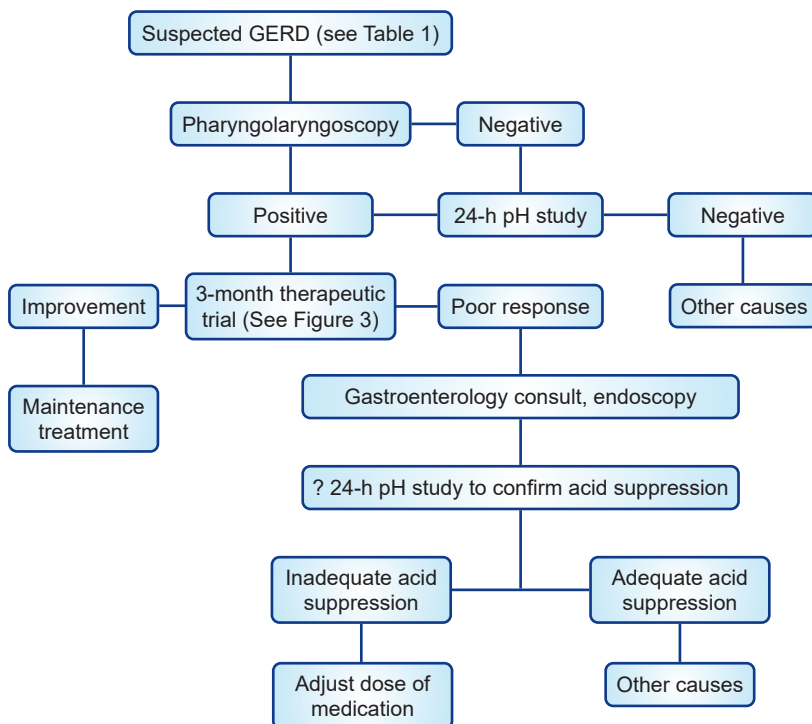 Suspected GERD (see Table 1)
Pharyngolaryngoscopy
Negative
Positive
24-h pH study
Negative
Improvement
3-month therapeutic
trial (See Figure 3)
Poor response
Other causes
Maintenance
treatment
Gastroenterology consult, endoscopy
? 24-h pH study to confirm acid suppression
Inadequate acid
suppression
Adequate acid
suppression
Adjust dose of
medication
Other causes